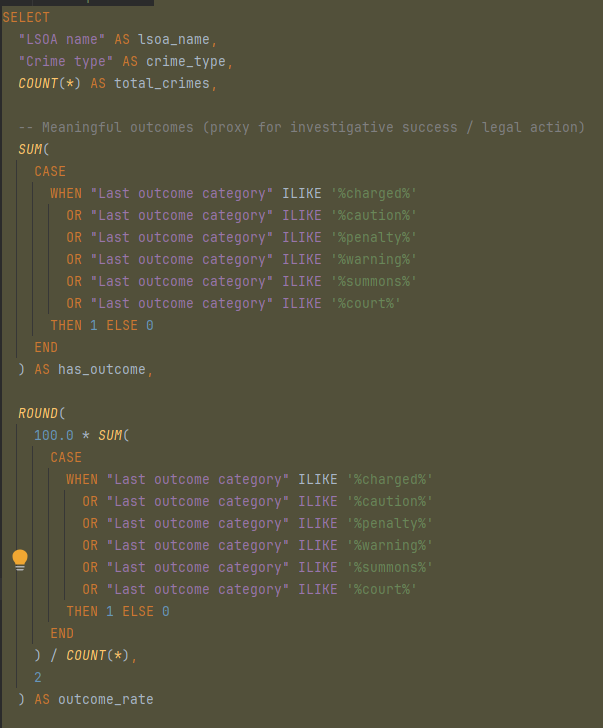 SELECT
"LSOA name" AS lsoa_name,
"Crime type" AS crime_type,
COUNT(*) AS total_crimes,
-- Meaningful outcomes (proxy for investigative success / legal action)
SUM(
CASE
WHEN "Last outcome category" ILIKE '%charged%'
OR "Last outcome category" ILIKE '%caution%'
OR "Last outcome category" ILIKE '%penalty%'
OR "Last outcome category" ILIKE '%warning%'
OR "Last outcome category" ILIKE '%summons%'
OR "Last outcome category" ILIKE '%court%'
THEN 1 ELSE 0
END
) AS has_outcome,
ROUND(
100.0 * SUM(
CASE
WHEN "Last outcome category" ILIKE '%charged%'
OR "Last outcome category" ILIKE '%caution%'
OR "Last outcome category" ILIKE '%penalty%'
OR "Last outcome category" ILIKE '%warning%'
OR "Last outcome category" ILIKE '%summons%'
OR "Last outcome category" ILIKE '%court%'
THEN 1 ELSE 0
END
) / COUNT(*),
2
) AS outcome_rate